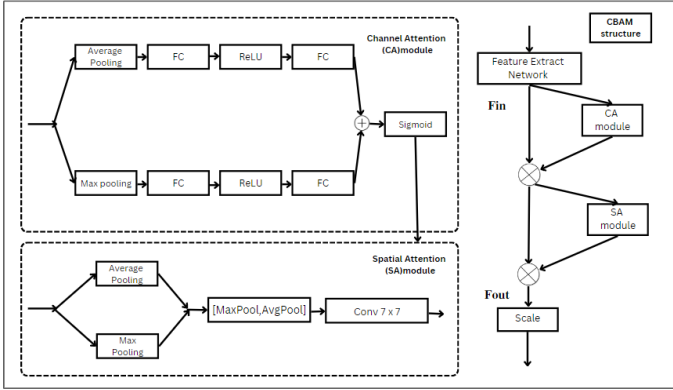 Channel Attention
(CA)module
Average
Pooling
FC
ReLU
FC
Sigmoid
Max pooling
FC
ReLU
FC
Spatial Attention
(SA)module
Average
Pooling
Max
Pooling
[MaxPool,AvgPool]
Conv 7 x 7
CBAM
structure
Feature Extract
Network
Fin
CA
module
SA
module
Fout
Scale